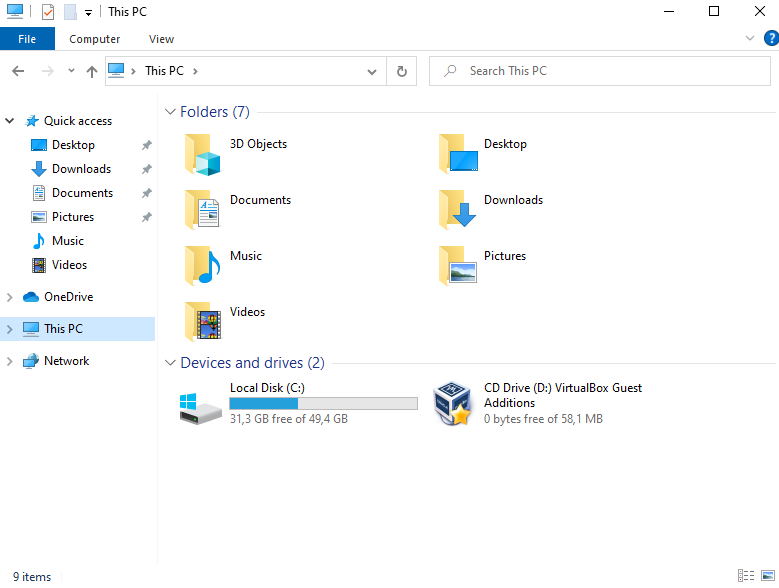 This PC
File Computer View
This PC
Search This PC
Quick access
Desktop
Downloads
Documents
Pictures
Music
Videos
OneDrive
This PC
Network
Folders (7)
3D Objects
Desktop
Documents
Downloads
Music
Pictures
Videos
Devices and drives (2)
Local Disk (C:)
31,3 GB free of 49,4 GB
CD Drive (D:) VirtualBox Guest
Additions
0 bytes free of 58,1 MB
9 items